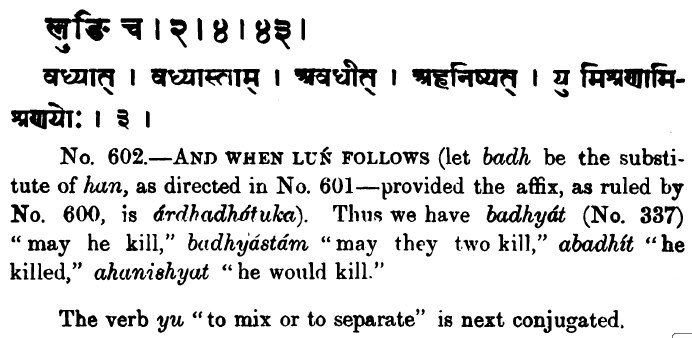 लुङि च । २ । ४ । ४३ ।
वध्यात् । वध्यास्ताम् । अवधीत् । अहनिष्यत् । यु मिश्रणामि-
श्रणयोः । ३ ।
No. 602.—AND WHEN LUṄ FOLLOWS (let badh be the substi-
tute of han, as directed in No. 601—provided the affix, as ruled by
No. 600, is árdhadhátuka). Thus we have badhyát (No. 337)
“may he kill,” badhyástám “may they two kill,” abadhít “he
killed,” ahanishyat “he would kill.”
The verb yu “to mix or to separate” is next conjugated.